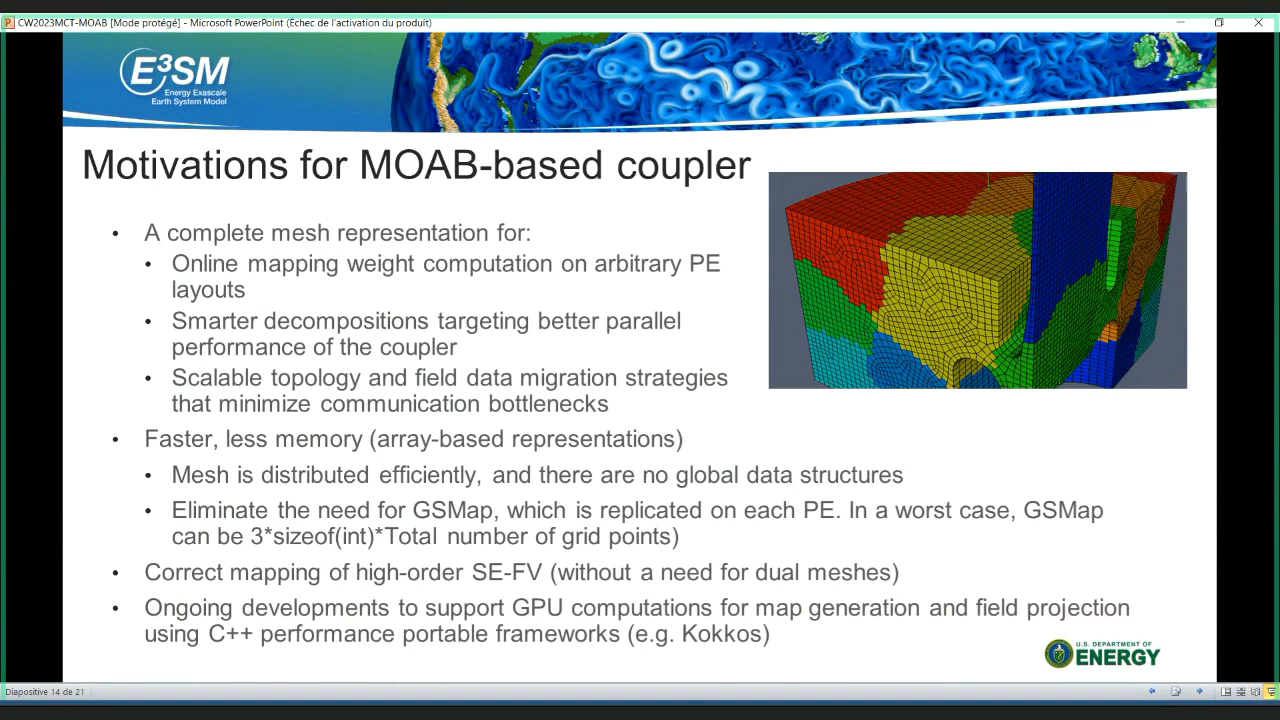 CW2023MCT-MOAB [Mode protégé] - Microsoft PowerPoint (Échec de l'activation du produit)
E³SM
Energy Exascale
Earth System Model
Motivations for MOAB-based coupler
• A complete mesh representation for:
• Online mapping weight computation on arbitrary PE
layouts
• Smarter decompositions targeting better parallel
performance of the coupler
• Scalable topology and field data migration strategies
that minimize communication bottlenecks
• Faster, less memory (array-based representations)
• Mesh is distributed efficiently, and there are no global data structures
• Eliminate the need for GSMap, which is replicated on each PE. In a worst case, GSMap
can be 3*sizeof(int)*Total number of grid points)
• Correct mapping of high-order SE-FV (without a need for dual meshes)
• Ongoing developments to support GPU computations for map generation and field projection
using C++ performance portable frameworks (e.g. Kokkos)
U.S. DEPARTMENT OF
ENERGY
Diapositive 14 de 21